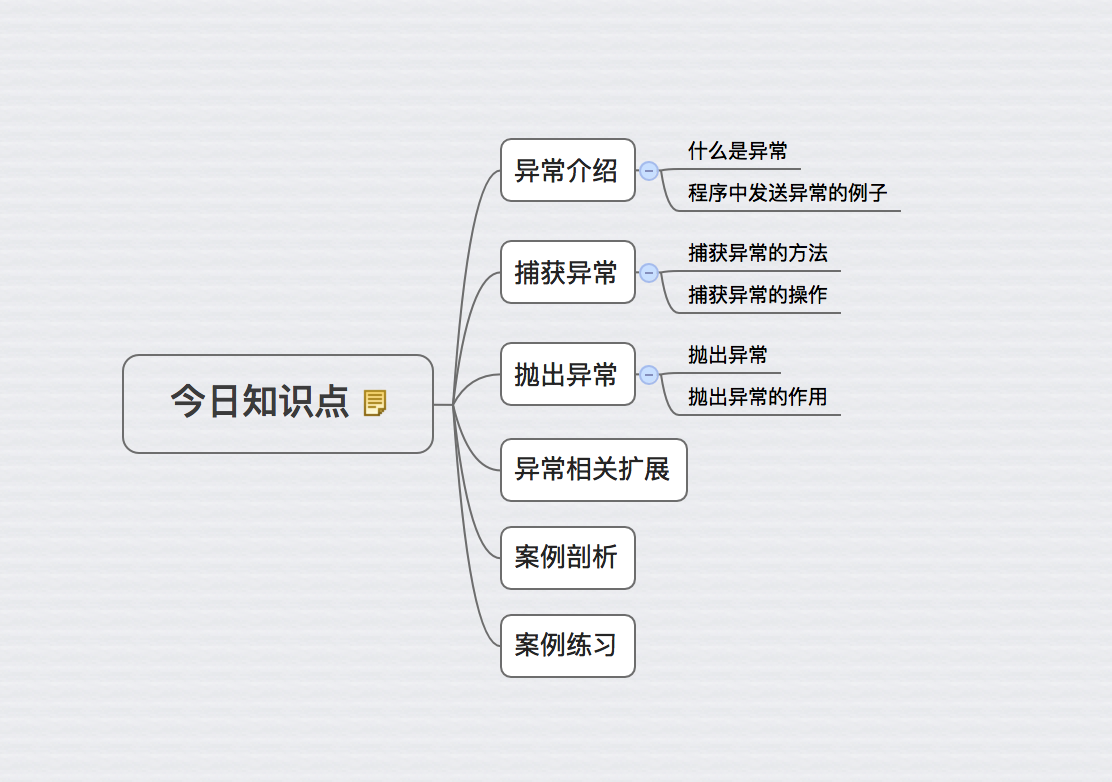 今日知识点
异常介绍
什么是异常
程序中发送异常的例子
捕获异常
捕获异常的方法
捕获异常的操作
抛出异常
抛出异常
抛出异常的作用
异常相关扩展
案例剖析
案例练习